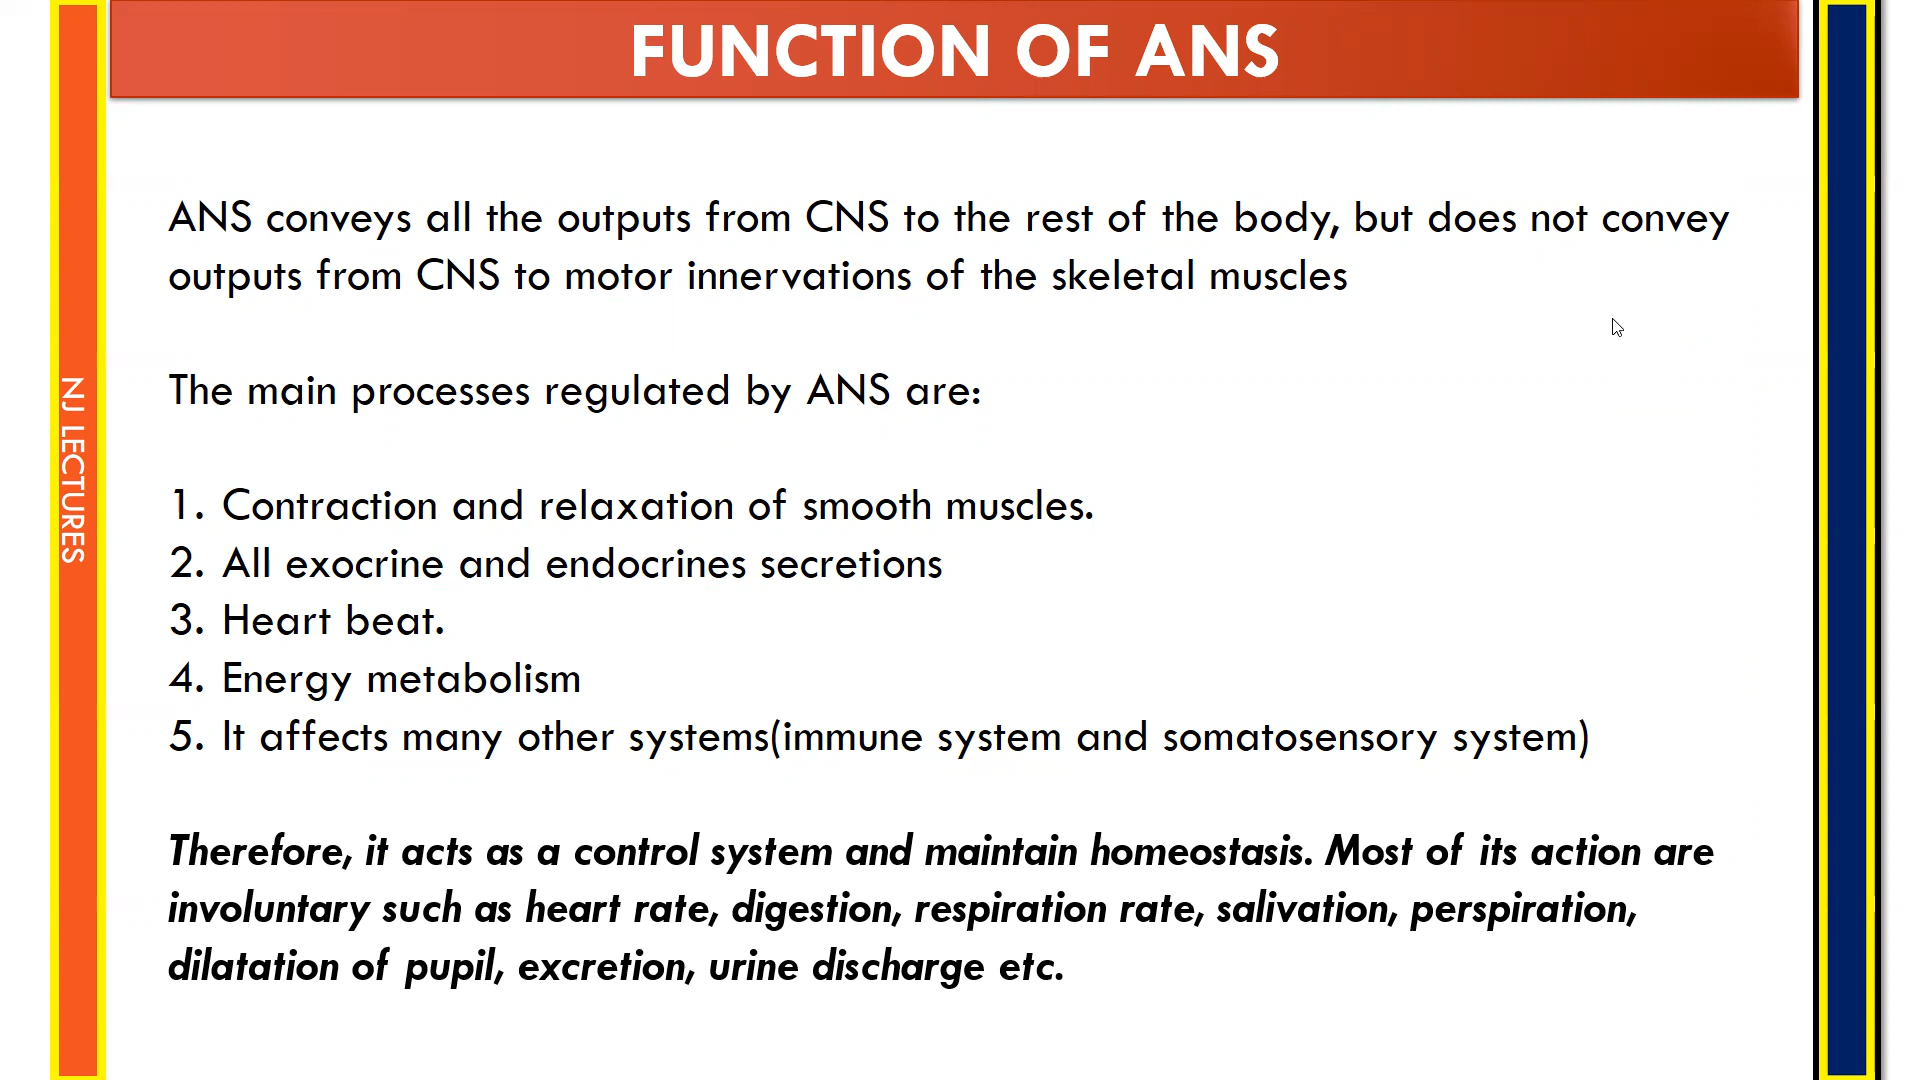 FUNCTION OF ANS
ANS conveys all the outputs from CNS to the rest of the body, but does not convey
outputs from CNS to motor innervations of the skeletal muscles
The main processes regulated by ANS are:
1. Contraction and relaxation of smooth muscles.
2. All exocrine and endocrines secretions
3. Heart beat.
4. Energy metabolism
5. It affects many other systems(immune system and somatosensory system)
Therefore, it acts as a control system and maintain homeostasis. Most of its action are
involuntary such as heart rate, digestion, respiration rate, salivation, perspiration,
dilatation of pupil, excretion, urine discharge etc.
NJ LECTURES